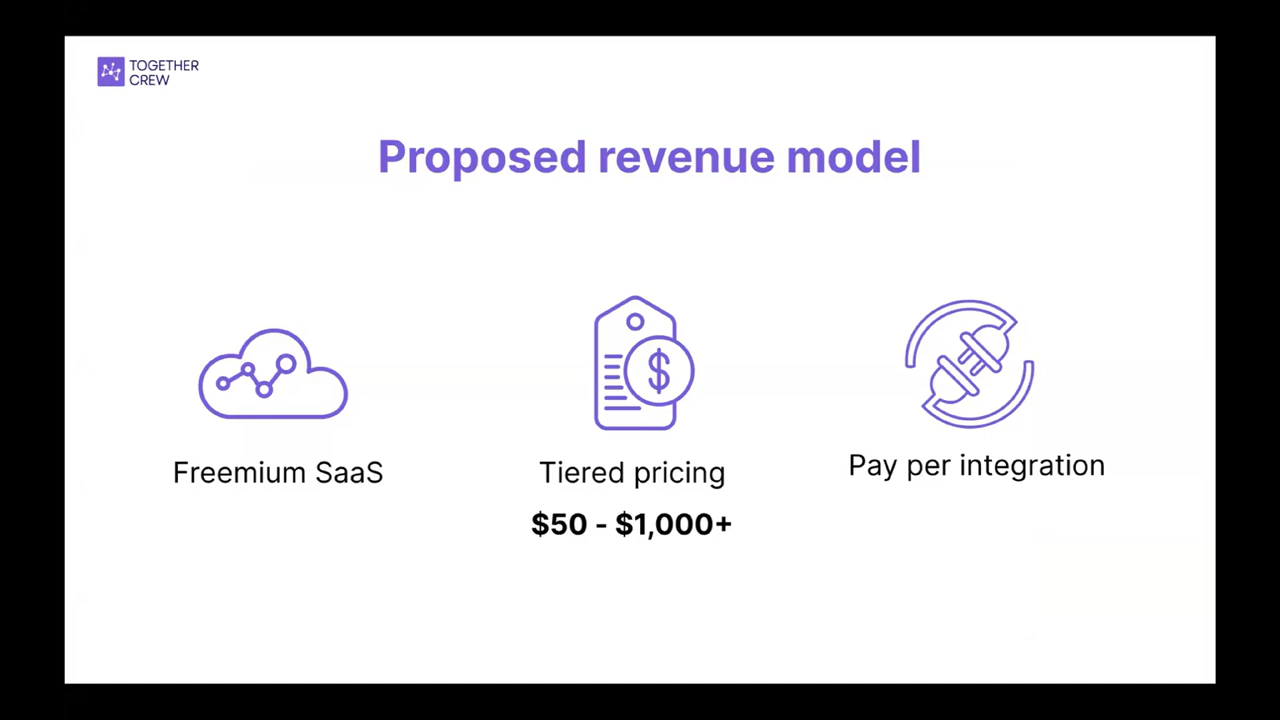 TOGETHER
CREW
Proposed revenue model
Freemium SaaS
Tiered pricing
$50 - $1,000+
Pay per integration